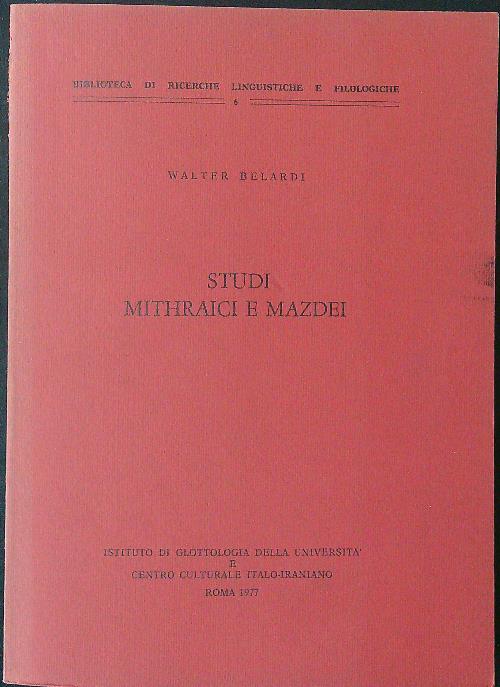 BIBLIOTECA DI RICERCHE LINGUISTICHE E FILOLOGICHE
6
WALTER BELARDI
STUDI
MITHRAICI E MAZDEI
ISTITUTO DI GLOTTOLOGIA DELLA UNIVERSITA'
E
CENTRO CULTURALE ITALO-IRANIANO
ROMA 1977